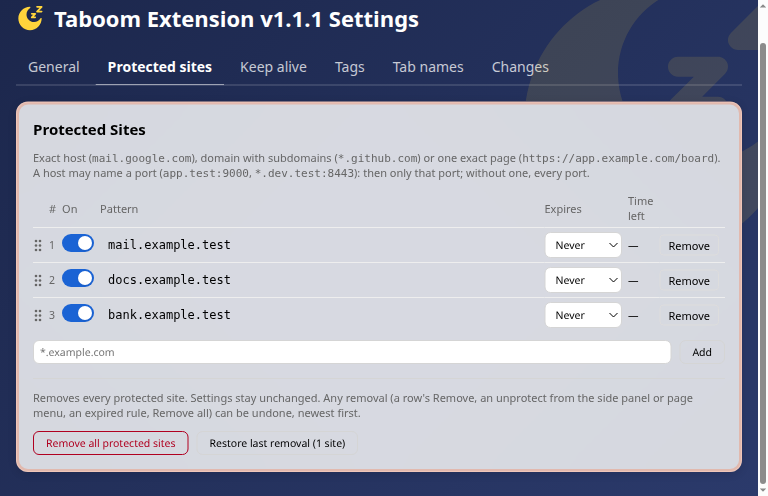 Taboom Extension v1.1.1 Settings
General Protected sites Keep alive Tags Tab names Changes
Protected Sites
Exact host (mail.google.com), domain with subdomains (*.github.com) or one exact page (https://app.example.com/board).
A host may name a port (app.test:9000, *.dev.test:8443): then only that port; without one, every port.
# On Pattern Expires Time left
1 mail.example.test Never — Remove
2 docs.example.test Never — Remove
3 bank.example.test Never — Remove
*.example.com Add
Removes every protected site. Settings stay unchanged. Any removal (a row's Remove, an unprotect from the side panel or page
menu, an expired rule, Remove all) can be undone, newest first.
Remove all protected sites Restore last removal (1 site)